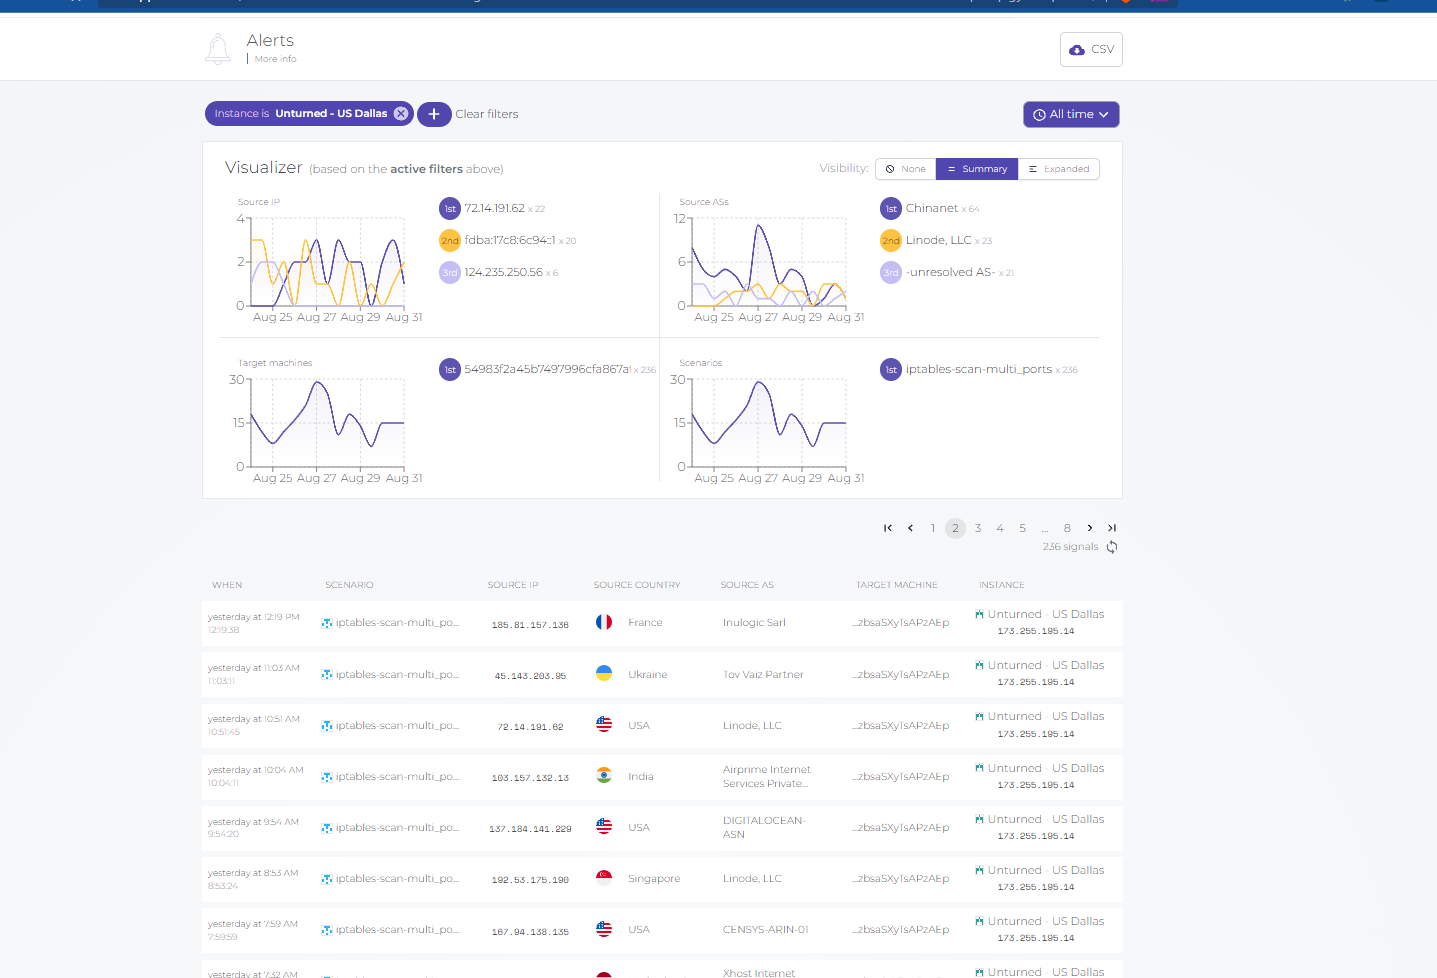 Alerts
More info
CSV
Instance is Unturned - US Dallas
Clear filters
All time
Visualizer (based on the active filters above)
Visibility:
None
Summary
Expanded
Source IP
4
2
0
Aug 25 Aug 27 Aug 29 Aug 31
1st 72.14.191.62 x 22
2nd fdba:17c8:6c94::1 x 20
3rd 124.235.250.56 x 6
Source ASs
12
6
0
Aug 25 Aug 27 Aug 29 Aug 31
1st Chinanet x 64
2nd Linode, LLC x 23
3rd -unresolved AS- x 21
Target machines
30
15
0
Aug 25 Aug 27 Aug 29 Aug 31
1st 54983f2a45b7497996cfa867a x 236
Scenarios
30
15
0
Aug 25 Aug 27 Aug 29 Aug 31
1st iptables-scan-multi_ports x 236
1 2 3 4 5 ... 8
236 signals
WHEN SCENARIO SOURCE IP SOURCE COUNTRY SOURCE AS TARGET MACHINE INSTANCE
yesterday at 12:19 PM
12:19:38
iptables-scan-multi_po...
185.81.157.136
France
Inulogic Sarl
...zbsaSXyTsAPzAEp
Unturned - US Dallas
173.255.195.14
yesterday at 11:03 AM
11:03:11
iptables-scan-multi_po...
45.143.203.95
Ukraine
Tov Vaiz Partner
...zbsaSXyTsAPzAEp
Unturned - US Dallas
173.255.195.14
yesterday at 10:51 AM
10:51:45
iptables-scan-multi_po...
72.14.191.62
USA
Linode, LLC
...zbsaSXyTsAPzAEp
Unturned - US Dallas
173.255.195.14
yesterday at 10:04 AM
10:04:11
iptables-scan-multi_po...
103.157.132.13
India
Airprime Internet
Services Private...
...zbsaSXyTsAPzAEp
Unturned - US Dallas
173.255.195.14
yesterday at 9:54 AM
9:54:20
iptables-scan-multi_po...
137.184.141.229
USA
DIGITALOCEAN-
ASN
...zbsaSXyTsAPzAEp
Unturned - US Dallas
173.255.195.14
yesterday at 8:53 AM
8:53:24
iptables-scan-multi_po...
192.53.175.190
Singapore
Linode, LLC
...zbsaSXyTsAPzAEp
Unturned - US Dallas
173.255.195.14
yesterday at 7:59 AM
7:59:59
iptables-scan-multi_po...
167.94.138.135
USA
CENSYS-ARIN-01
...zbsaSXyTsAPzAEp
Unturned - US Dallas
173.255.195.14
yesterday at 7:32 AM
Xhost Internet
Unturned - US Dallas